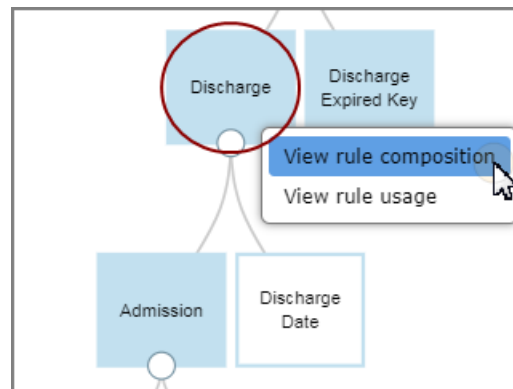 Discharge
Discharge
Expired Key
View rule composition
View rule usage
Admission
Discharge
Date